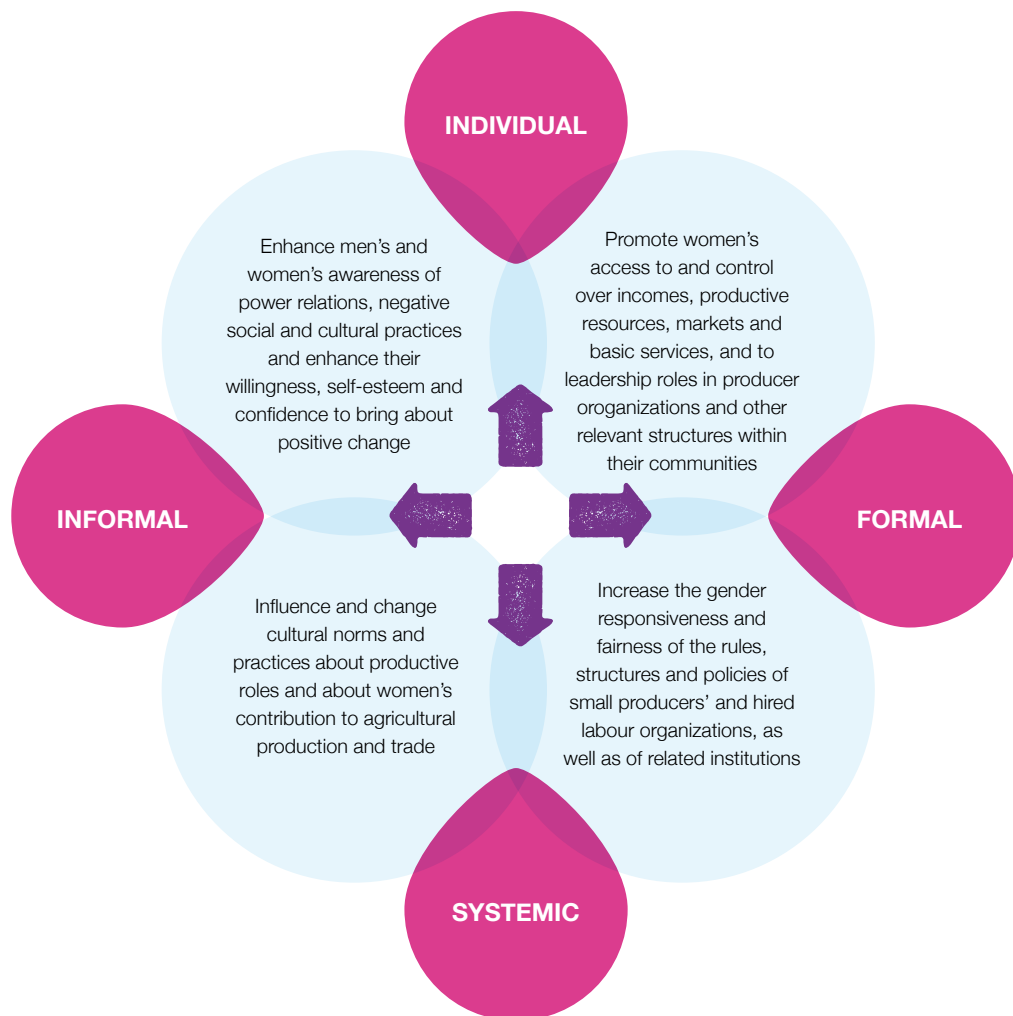 INDIVIDUAL
Enhance men’s and
women’s awareness of
power relations, negative
social and cultural practices
and enhance their
willingness, self-esteem and
confidence to bring about
positive change
Promote women’s
access to and control
over incomes, productive
resources, markets and
basic services, and to
leadership roles in producer
oroganizations and other
relevant structures within
their communities
INFORMAL
FORMAL
Influence and change
cultural norms and
practices about productive
roles and about women’s
contribution to agricultural
production and trade
Increase the gender
responsiveness and
fairness of the rules,
structures and policies of
small producers’ and hired
labour organizations, as
well as of related institutions
SYSTEMIC